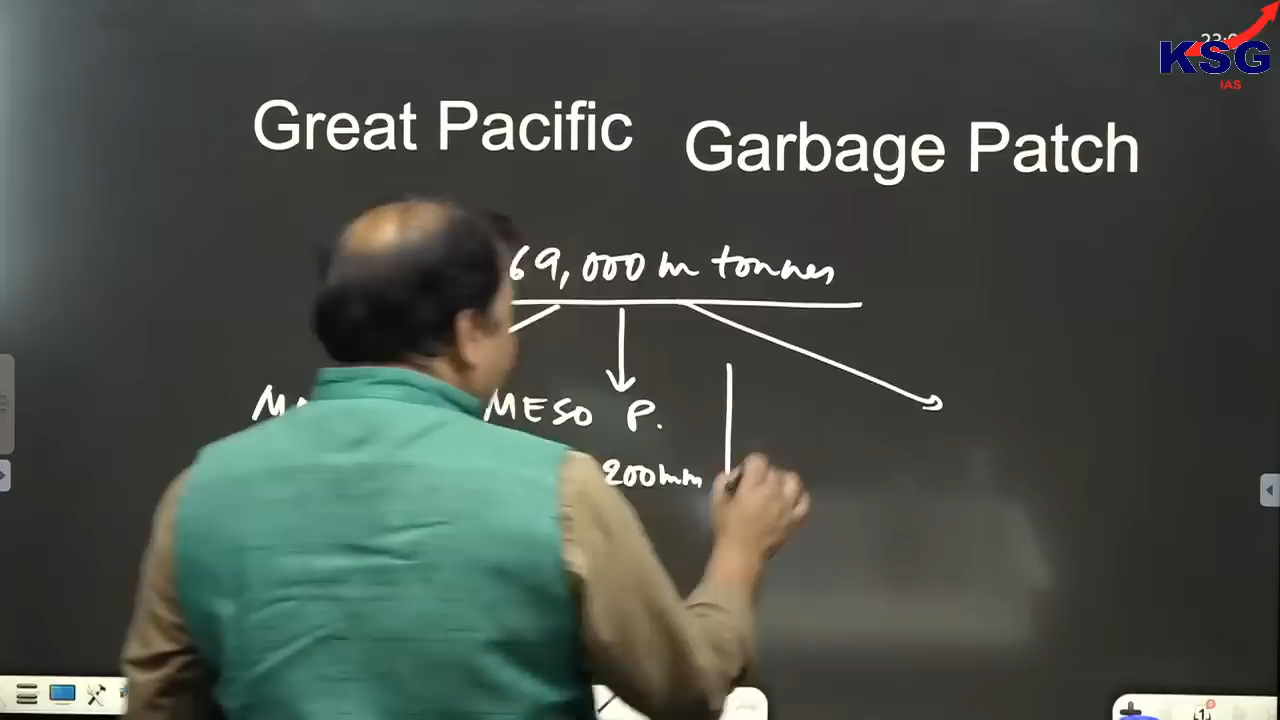 KSG
IAS
Great Pacific Garbage Patch
69,000 m tonnes
MESO P.
200mm